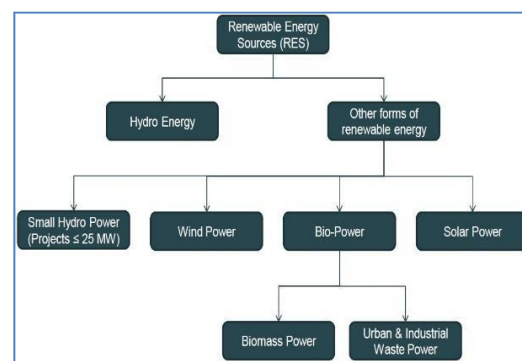 Renewable Energy
Sources (RES)
Hydro Energy
Other forms of
renewable energy
Small Hydro Power
(Projects ≤ 25 MW)
Wind Power
Bio-Power
Solar Power
Biomass Power
Urban & Industrial
Waste Power